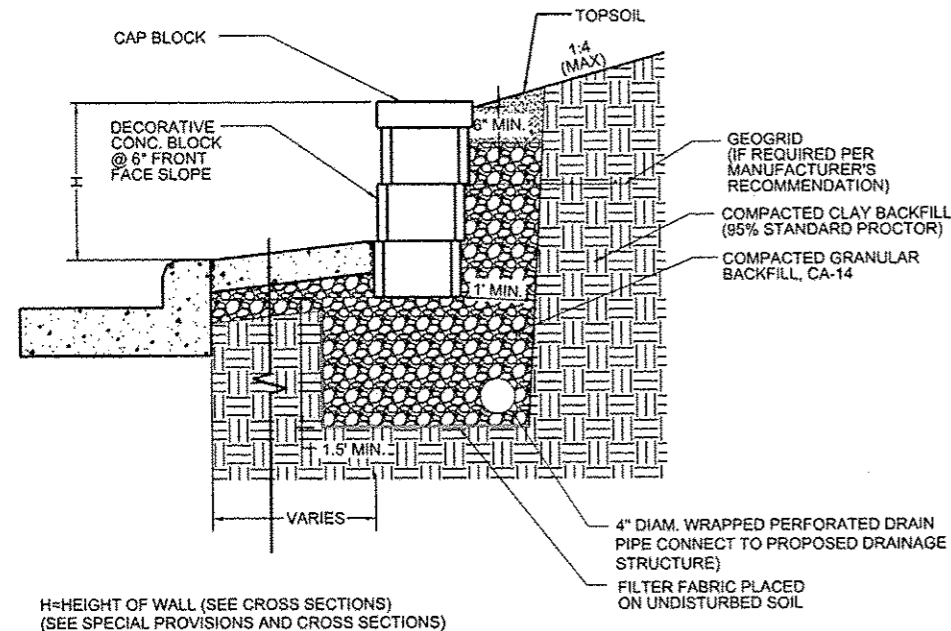 TOPSOIL
CAP BLOCK
1:4
(MAX)
6" MIN.
DECORATIVE
CONC. BLOCK
@ 6" FRONT
FACE SLOPE
H
GEOGRID
(IF REQUIRED PER
MANUFACTURER'S
RECOMMENDATION)
COMPACTED CLAY BACKFILL
(95% STANDARD PROCTOR)
COMPACTED GRANULAR
BACKFILL, CA-14
1' MIN.
1.5' MIN.
VARIES
4" DIAM. WRAPPED PERFORATED DRAIN
PIPE CONNECT TO PROPOSED DRAINAGE
STRUCTURE)
FILTER FABRIC PLACED
ON UNDISTURBED SOIL
H=HEIGHT OF WALL (SEE CROSS SECTIONS)
(SEE SPECIAL PROVISIONS AND CROSS SECTIONS)